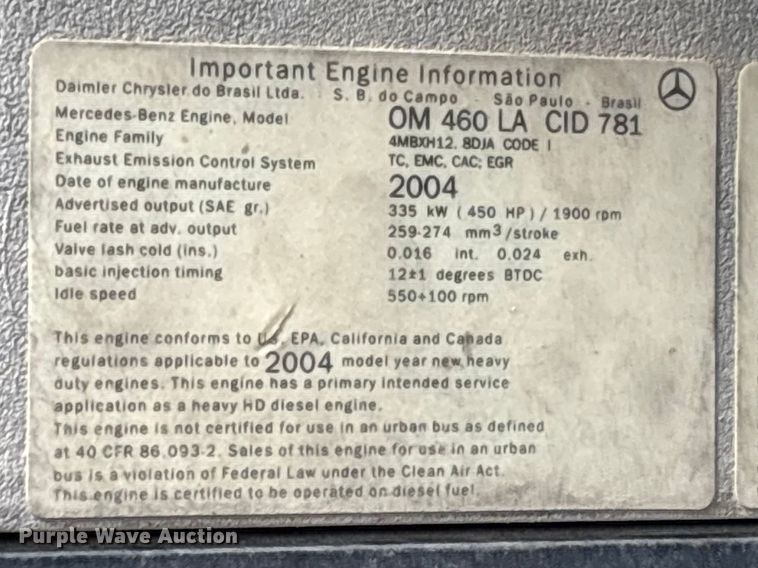 Important Engine Information
Daimler Chrysler do Brasil Ltda. S. B. do Campo - São Paulo - Brasil
Mercedes-Benz Engine, Model OM 460 LA CID 781
Engine Family 4MBXH12.8DJA CODE I
Exhaust Emission Control System TC, EMC, CAC; EGR
Date of engine manufacture 2004
Advertised output (SAE gr.) 335 kW (450 HP) / 1900 rpm
Fuel rate at adv. output 259-274 mm3/stroke
Valve lash cold (ins.) 0.016 int. 0.024 exh.
basic injection timing 12±1 degrees BTDC
Idle speed 550+100 rpm
This engine conforms to US, EPA, California and Canada
regulations applicable to 2004 model year new heavy
duty engines. This engine has a primary intended service
application as a heavy HD diesel engine.
This engine is not certified for use in an urban bus as defined
at 40 CFR 86.093-2. Sales of this engine for use in an urban
bus is a violation of Federal Law under the Clean Air Act.
This engine is certified to be operated on diesel fuel.
Purple Wave Auction